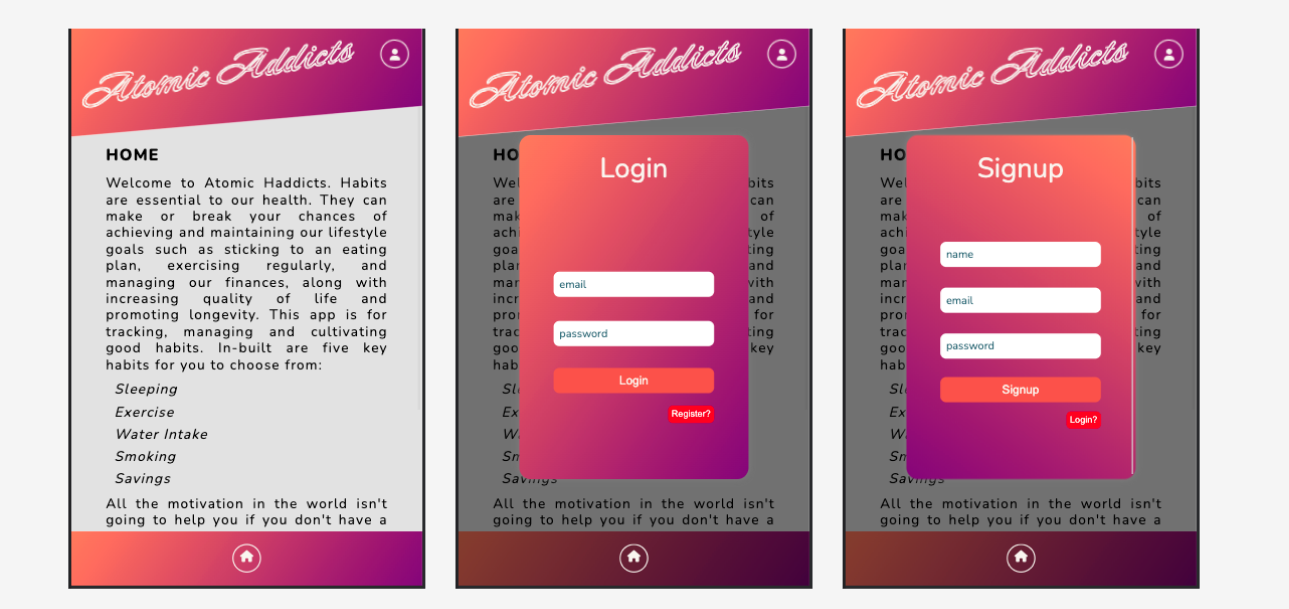 Atomic Addicts
HOME
Welcome to Atomic Haddicts. Habits
are essential to our health. They can
make or break your chances of
achieving and maintaining our lifestyle
goals such as sticking to an eating
plan, exercising regularly, and
managing our finances, along with
increasing quality of life and
promoting longevity. This app is for
tracking, managing and cultivating
good habits. In-built are five key
habits for you to choose from:
Sleeping
Exercise
Water Intake
Smoking
Savings
All the motivation in the world isn't
going to help you if you don't have a
Atomic Addicts
HO
Wel bits
are can
mak of
achi tyle
goa ting
plan and
man vith
incr and
pro for
trac ting
goo key
hab
Login
email
password
Login
Register?
Sl
Ex
W
Sm
Savings
All the motivation in the world isn't
going to help you if you don't have a
Atomic Addicts
HO
Wel bits
are can
mak of
achi tyle
goa ting
plan and
man vith
incr and
pro for
trac ting
goo key
hab
Signup
name
email
password
Signup
Login?
Sl
Ex
W
Sm
Savings
All the motivation in the world isn't
going to help you if you don't have a